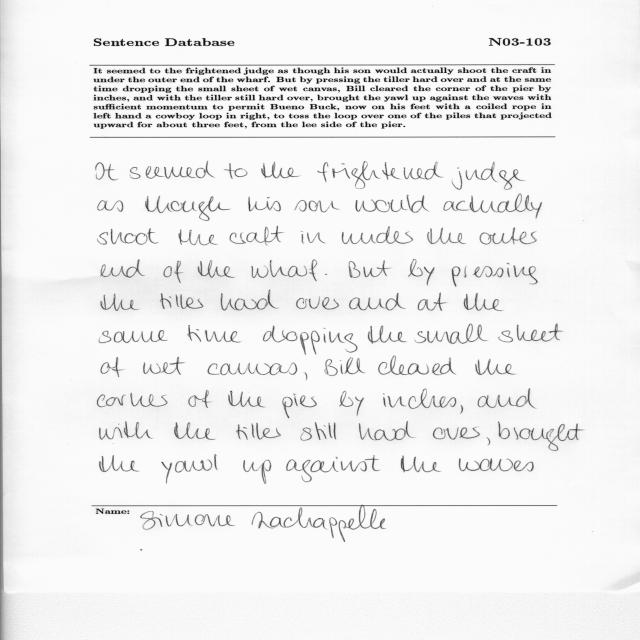 Sentence Database N03-103
It seemed to the frightened judge as though his son would actually shoot the craft in
under the outer end of the wharf. But by pressing the tiller hard over and at the same
time dropping the small sheet of wet canvas, Bill cleared the corner of the pier by
inches, and with the tiller still hard over, brought the yawl up against the waves with
sufficient momentum to permit Bueno Buck, now on his feet with a coiled rope in
left hand a cowboy loop in right, to toss the loop over one of the piles that projected
upward for about three feet, from the lee side of the pier.
It seemed to the frightened judge
as though his son would actually
shoot the craft in under the outer
end of the wharf. But by pressing
the tiller hard over and at the
same time dropping the small sheet
of wet canvas, Bill cleared the
corner of the pier by inches, and
with the tiller still hard over, brought
the yawl up against the waves
Name: Simone Lachappelle